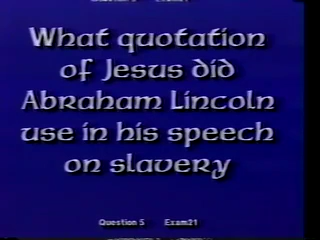 What quotation
of Jesus did
Abraham Lincoln
use in his speech
on slavery
Question 5 Exam21